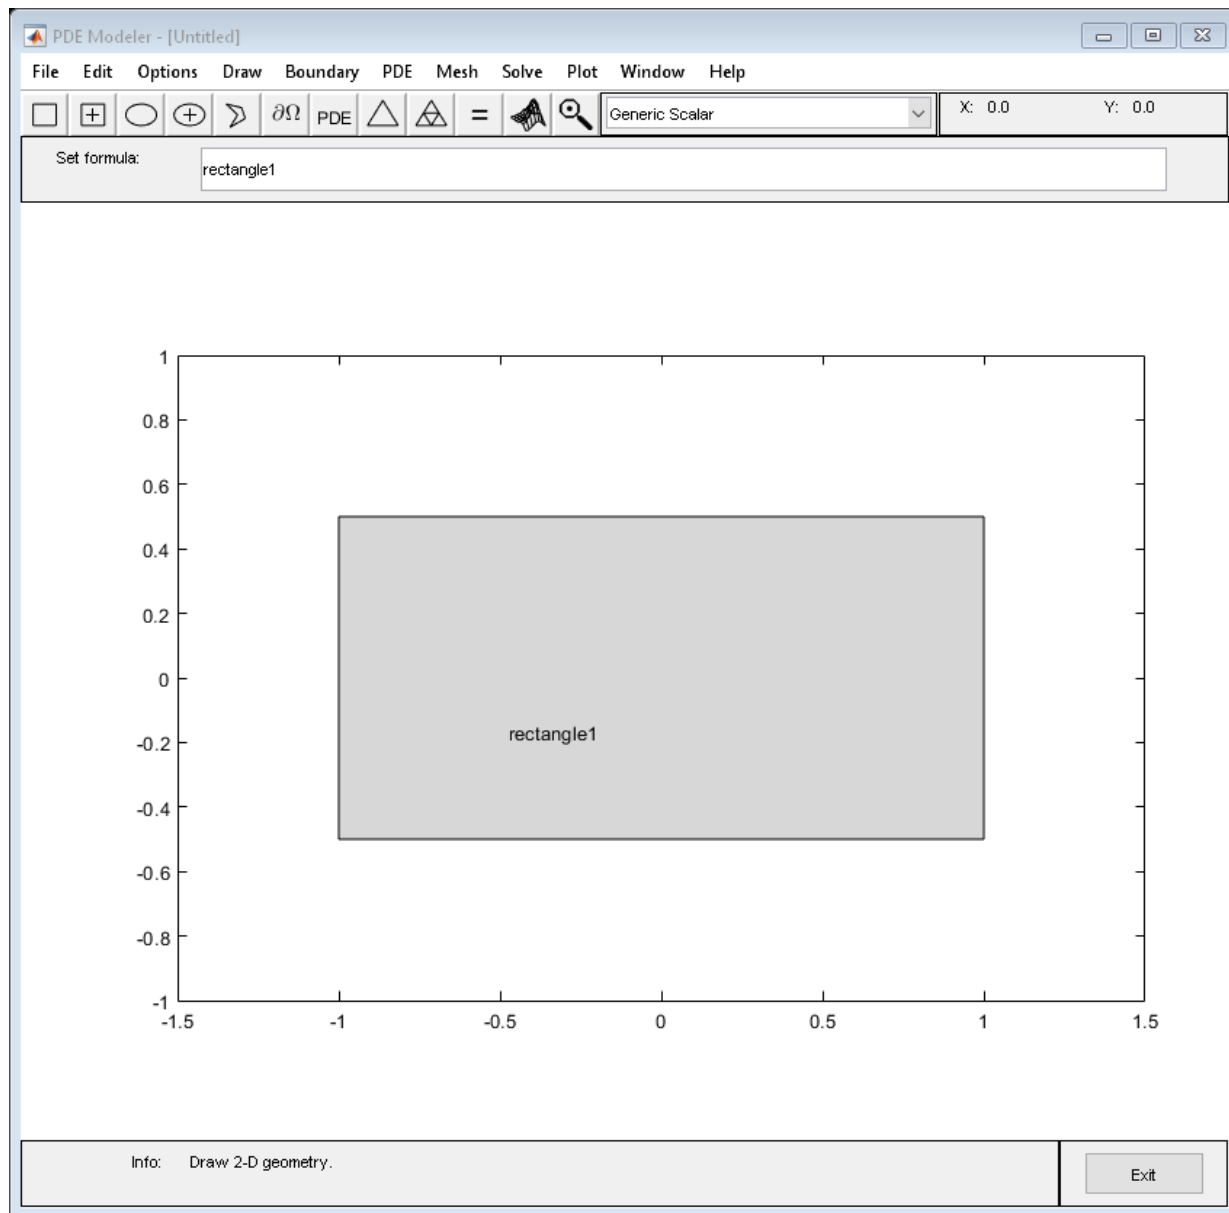 PDE Modeler - [Untitled]
File Edit Options Draw Boundary PDE Mesh Solve Plot Window Help
∂Ω PDE = Generic Scalar X: 0.0 Y: 0.0
Set formula: rectangle1
1
0.8
0.6
0.4
0.2
0
rectangle1
-0.2
-0.4
-0.6
-0.8
-1
-1.5 -1 -0.5 0 0.5 1 1.5
Info: Draw 2-D geometry. Exit